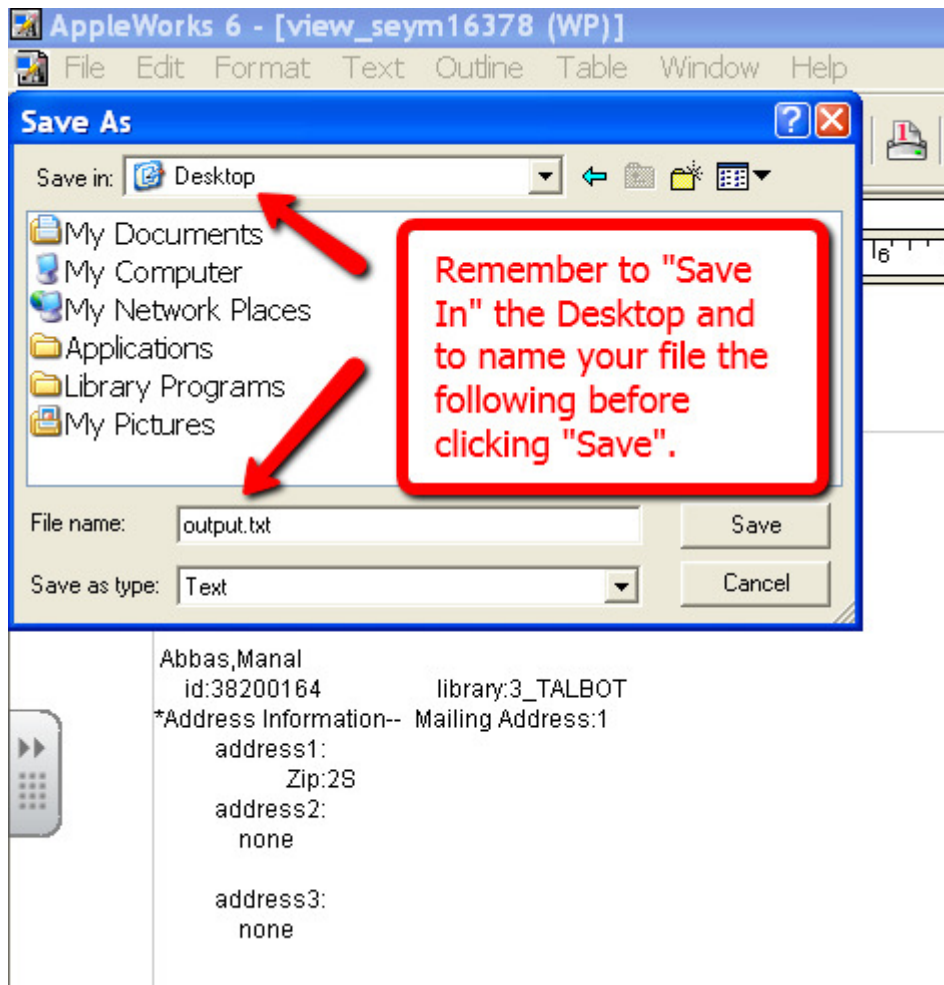 AppleWorks 6 - [view_seym16378 (WP)]
File Edit Format Text Outline Table Window Help
Save As
Save in: Desktop
My Documents
My Computer
My Network Places
Applications
Library Programs
My Pictures
Remember to "Save
In" the Desktop and
to name your file the
following before
clicking "Save".
File name: output.txt Save
Save as type: Text Cancel
1
6
Abbas,Manal
id:38200164 library:3_TALBOT
*Address Information-- Mailing Address:1
address1:
Zip:2S
address2:
none
address3:
none